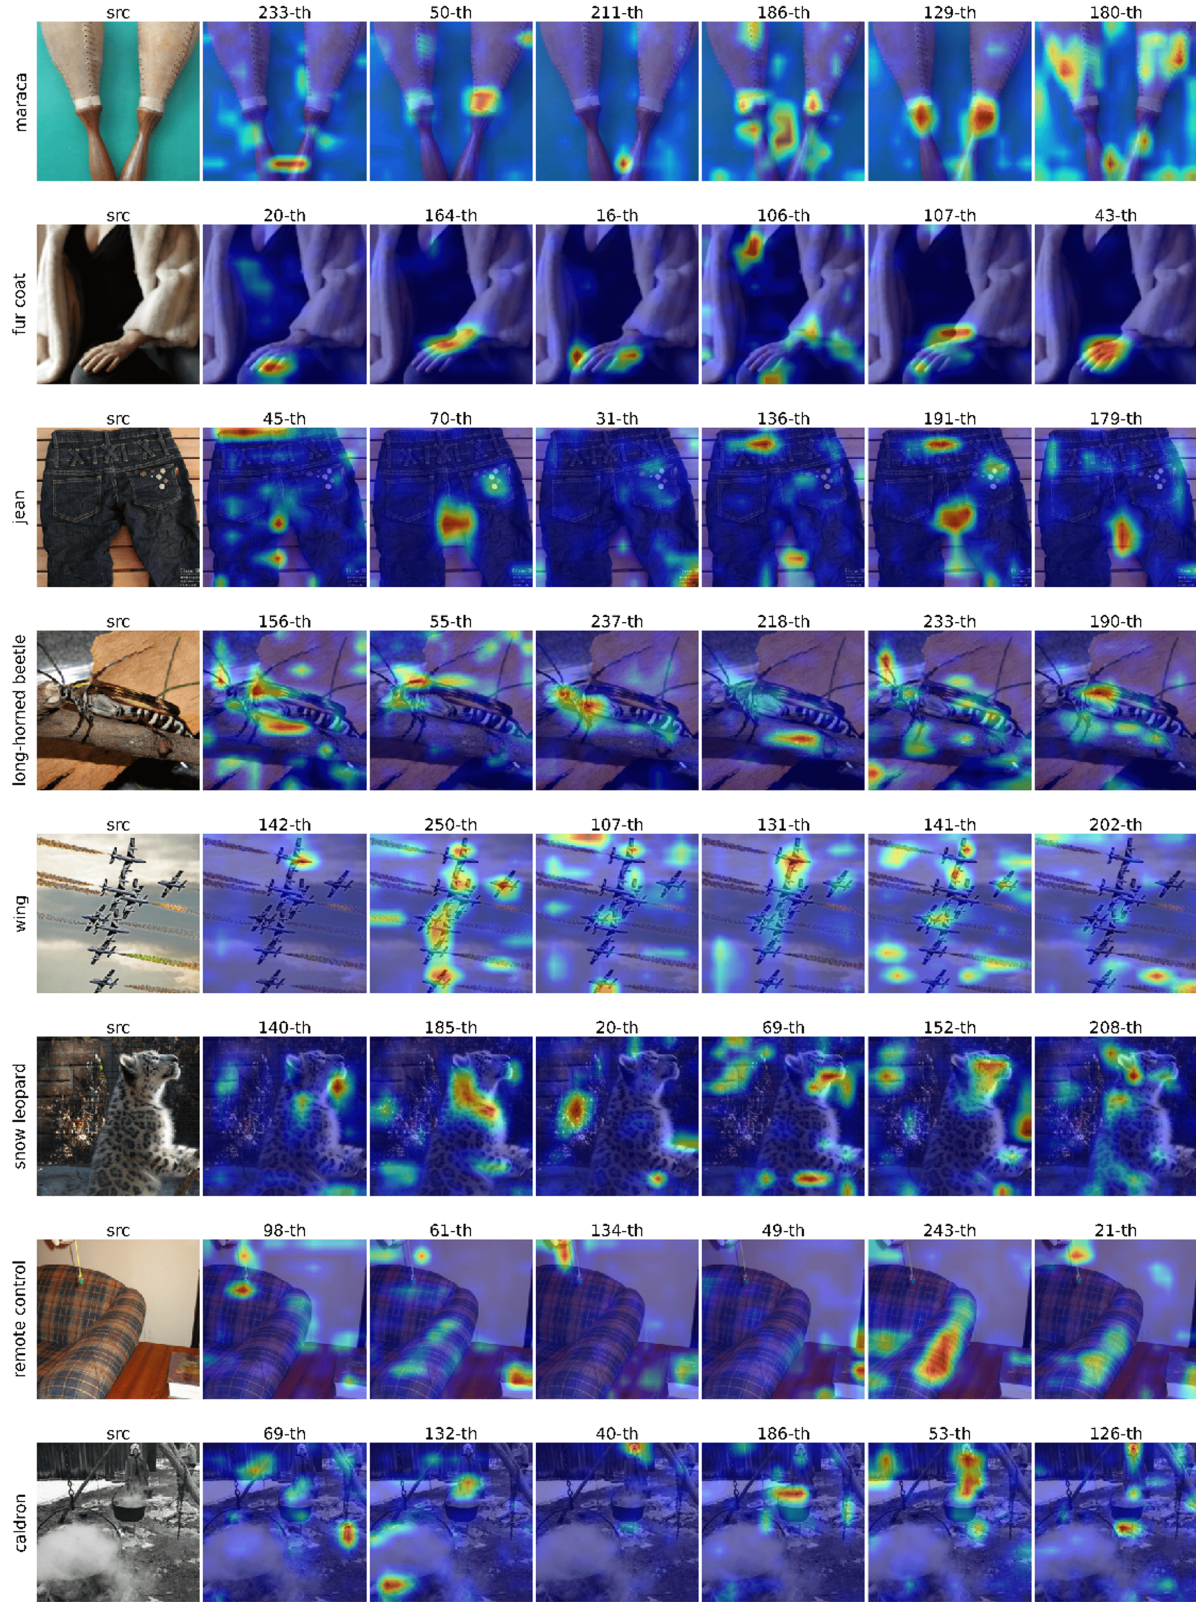 src 233-th 50-th 211-th 186-th 129-th 180-th
maraca
src 20-th 164-th 16-th 106-th 107-th 43-th
fur coat
src 45-th 70-th 31-th 136-th 191-th 179-th
jean
src 156-th 55-th 237-th 218-th 233-th 190-th
long-horned beetle
src 142-th 250-th 107-th 131-th 141-th 202-th
wing
src 140-th 185-th 20-th 69-th 152-th 208-th
snow leopard
src 98-th 61-th 134-th 49-th 243-th 21-th
remote control
src 69-th 132-th 40-th 186-th 53-th 126-th
caldron